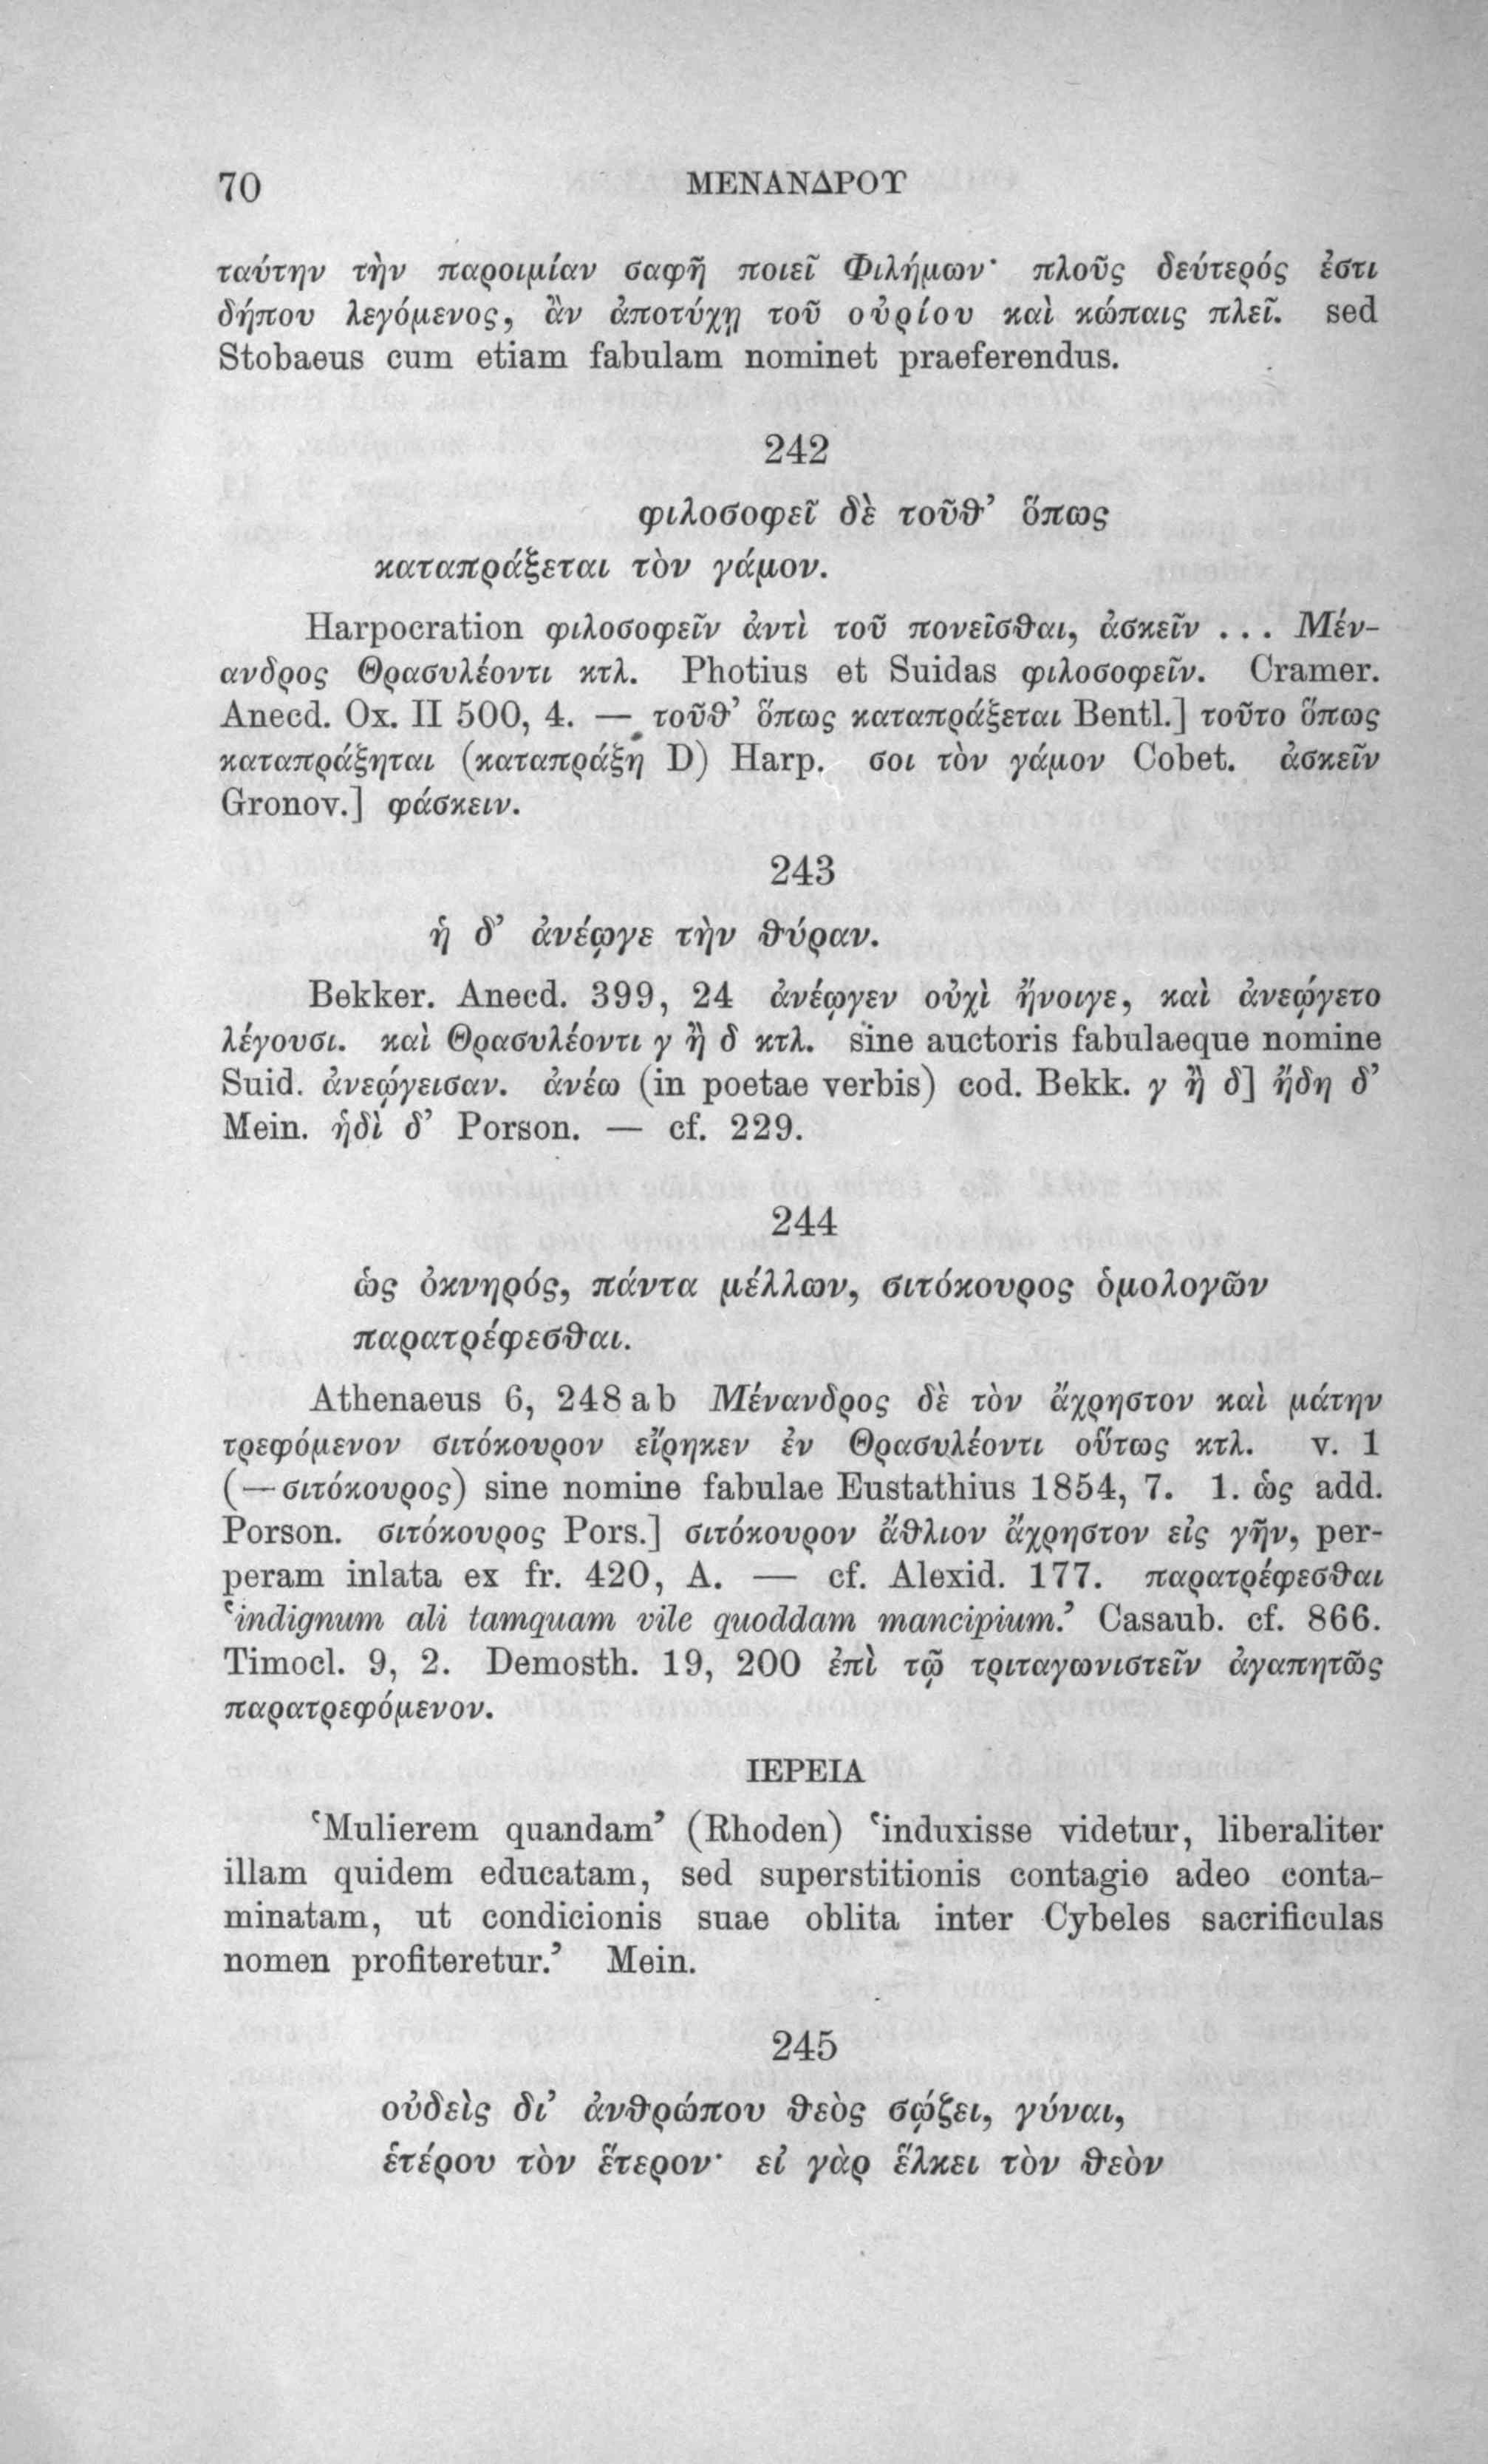 70 ΜΕΝΑΝΔΡΟΥ
ταύτην τὴν παροιμίαν σαφῆ ποιεῖ Φιλήμων· πλοῦς δεύτερός ἐστι
δήπου λεγόμενος, ἂν ἀποτύχῃ τοῦ οὐρίου καὶ κώπαις πλεῖ. sed
Stobaeus cum etiam fabulam nominet praeferendus.
242
φιλοσοφεῖ δὲ τοῦθ’ ὅπως
καταπράξεται τὸν γάμον.
Harpocration φιλοσοφεῖν ἀντὶ τοῦ πονεῖσθαι, ἀσκεῖν ... Μέν-
ανδρος Θρασυλέοντι κτλ. Photius et Suidas φιλοσοφεῖν. Cramer.
Anecd. Ox. II 500, 4. — τοῦθ’ ὅπως καταπράξεται Bentl.] τοῦτο ὅπως
καταπράξηται (καταπράξῃ D) Harp. σοι τὸν γάμον Cobet. ἀσκεῖν
Gronov.] φάσκειν.
243
ἡ δ’ ἀνέῳγε τὴν θύραν.
Bekker. Anecd. 399, 24 ἀνέῳγεν οὐχὶ ἤνοιγε, καὶ ἀνεῴγετο
λέγουσι. καὶ Θρασυλέοντι γ ἢ δ κτλ. sine auctoris fabulaeque nomine
Suid. ἀνεῴγεισαν. ἀνέω (in poetae verbis) cod. Bekk. γ ἢ δ] ἤδη δ’
Mein. ἡδὶ δ’ Porson. — cf. 229.
244
ὡς ὀκνηρός, πάντα μέλλων, σιτόκουρος ὁμολογῶν
παρατρέφεσθαι.
Athenaeus 6, 248 a b Μένανδρος δὲ τὸν ἄχρηστον καὶ μάτην
τρεφόμενον σιτόκουρον εἴρηκεν ἐν Θρασυλέοντι οὕτως κτλ. v. 1
(— σιτόκουρος) sine nomine fabulae Eustathius 1854, 7. 1. ὡς add.
Porson. σιτόκουρος Pors.] σιτόκουρον ἄθλιον ἄχρηστον εἰς γῆν, per-
peram inlata ex fr. 420, A. — cf. Alexid. 177. παρατρέφεσθαι
‘indignum ali tamquam vile quoddam mancipium.’ Casaub. cf. 866.
Timocl. 9, 2. Demosth. 19, 200 ἐπὶ τῷ τριταγωνιστεῖν ἀγαπητῶς
παρατρεφόμενον.
ΙΕΡΕΙΑ
‘Mulierem quandam’ (Rhoden) ‘induxisse videtur, liberaliter
illam quidem educatam, sed superstitionis contagio adeo conta-
minatam, ut condicionis suae oblita inter Cybeles sacrificulas
nomen profiteretur.’ Mein.
245
οὐδεὶς δι’ ἀνθρώπου θεὸς σῴζει, γύναι,
ἑτέρου τὸν ἕτερον· εἰ γὰρ ἕλκει τὸν θεὸν